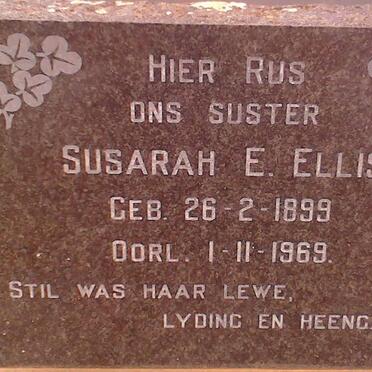 HIER RUS
ONS SUSTER
SUSARAH E. ELLIS
GEB. 26-2-1899
OORL. 1-11-1969.
STIL WAS HAAR LEWE,
LYDING EN